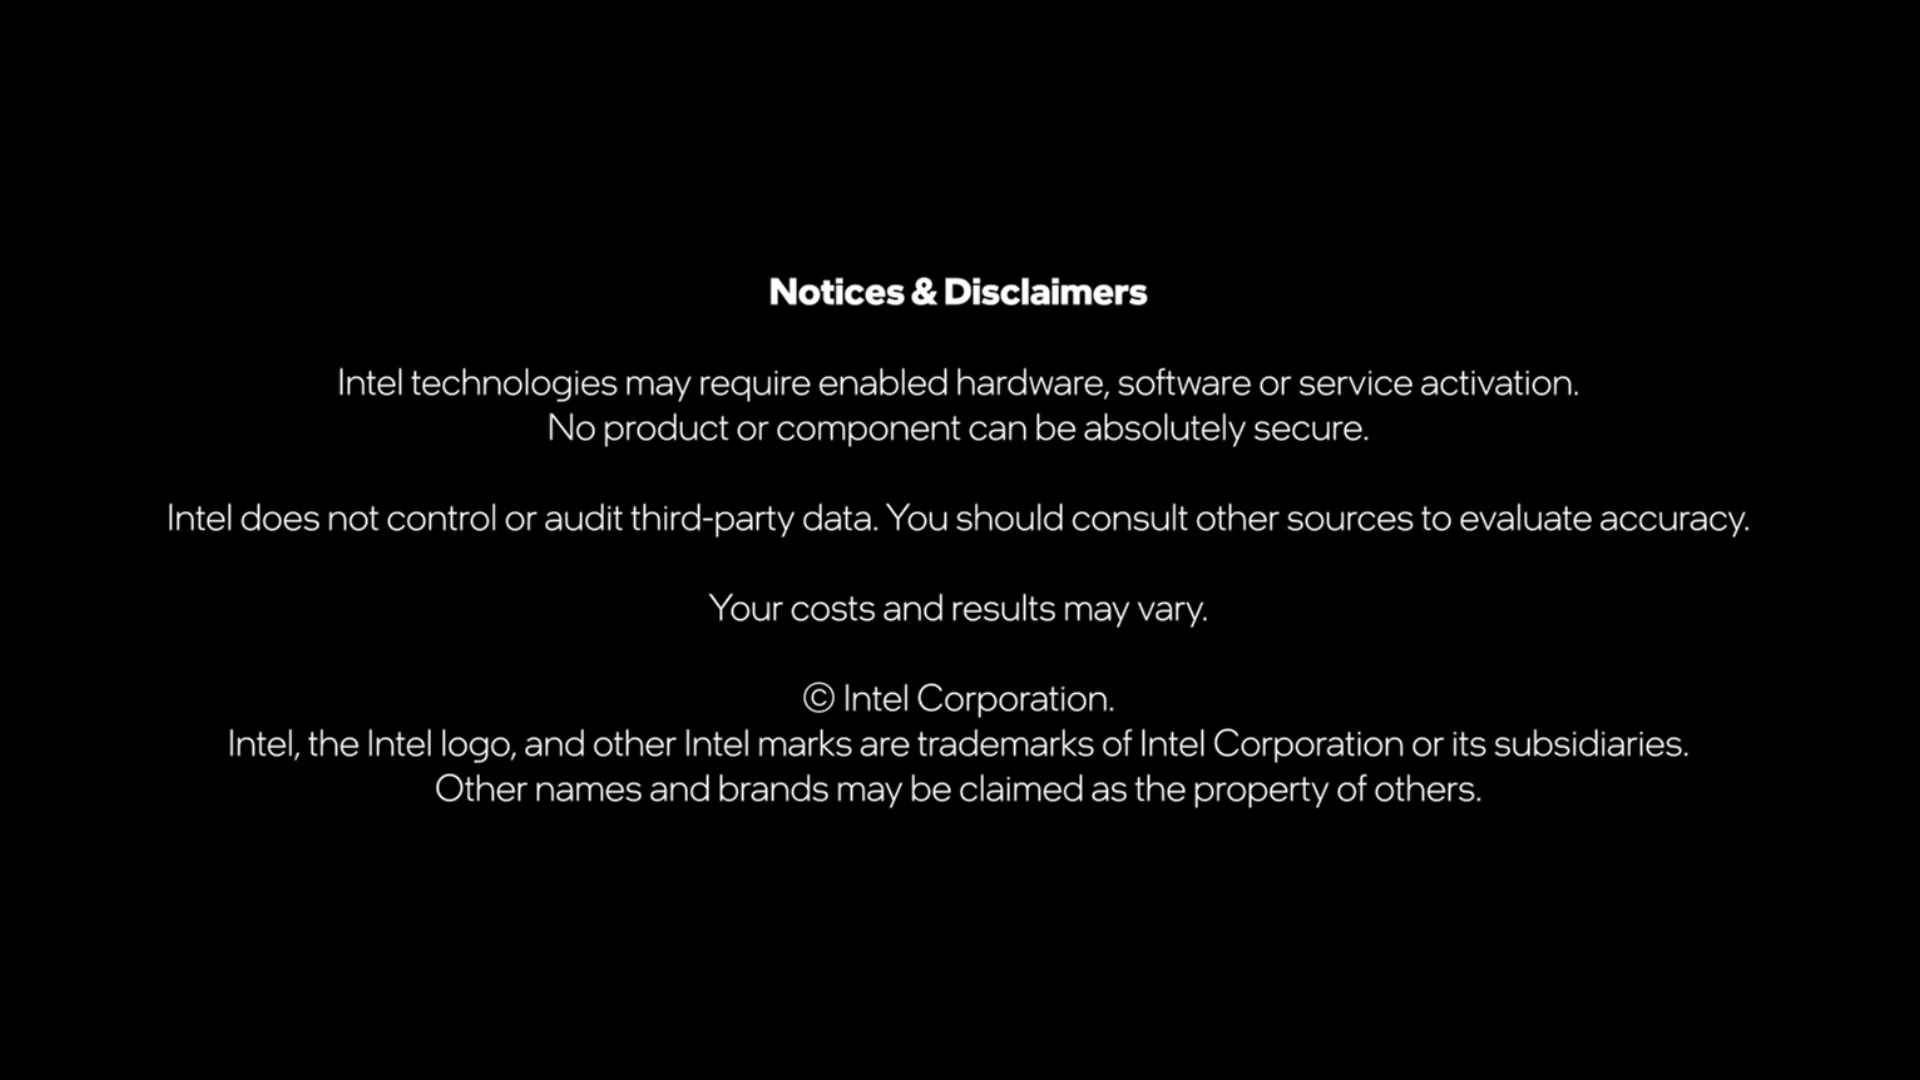 Notices & Disclaimers
Intel technologies may require enabled hardware, software or service activation.
No product or component can be absolutely secure.
Intel does not control or audit third-party data. You should consult other sources to evaluate accuracy.
Your costs and results may vary.
© Intel Corporation.
Intel, the Intel logo, and other Intel marks are trademarks of Intel Corporation or its subsidiaries.
Other names and brands may be claimed as the property of others.